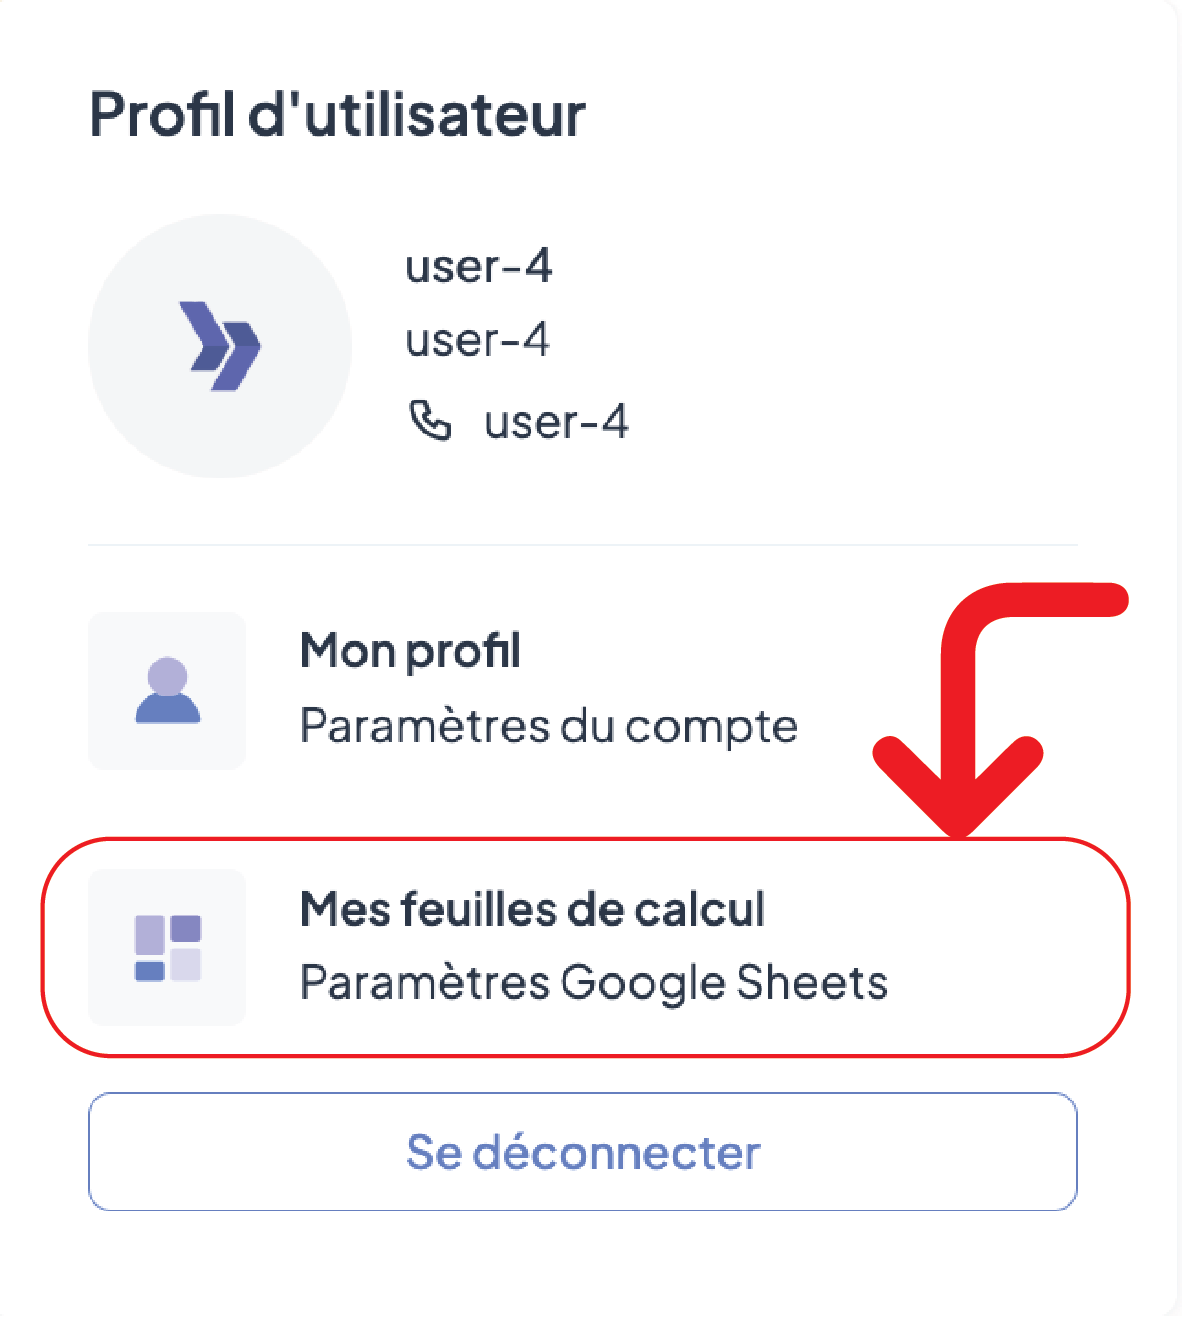 Profil d'utilisateur
user-4
user-4
user-4
Mon profil
Paramètres du compte
Mes feuilles de calcul
Paramètres Google Sheets
Se déconnecter